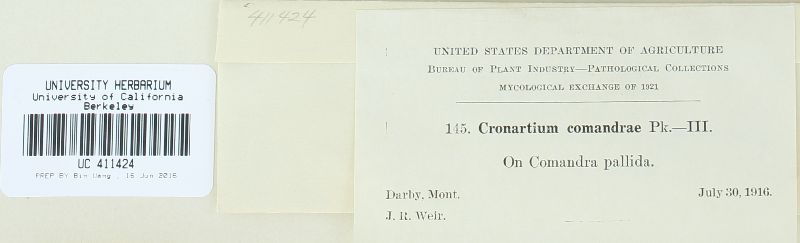 411424
UNITED STATES DEPARTMENT OF AGRICULTURE
BUREAU OF PLANT INDUSTRY—PATHOLOGICAL COLLECTIONS
MYCOLOGICAL EXCHANGE OF 1921
145. Cronartium comandrae Pk.—III.
On Comandra pallida.
Darby, Mont. July 30, 1916.
J. R. Weir.
UNIVERSITY HERBARIUM
University of California
Berkeley
UC 411424
PREP BY Bin Wang , 16 Jun 2016